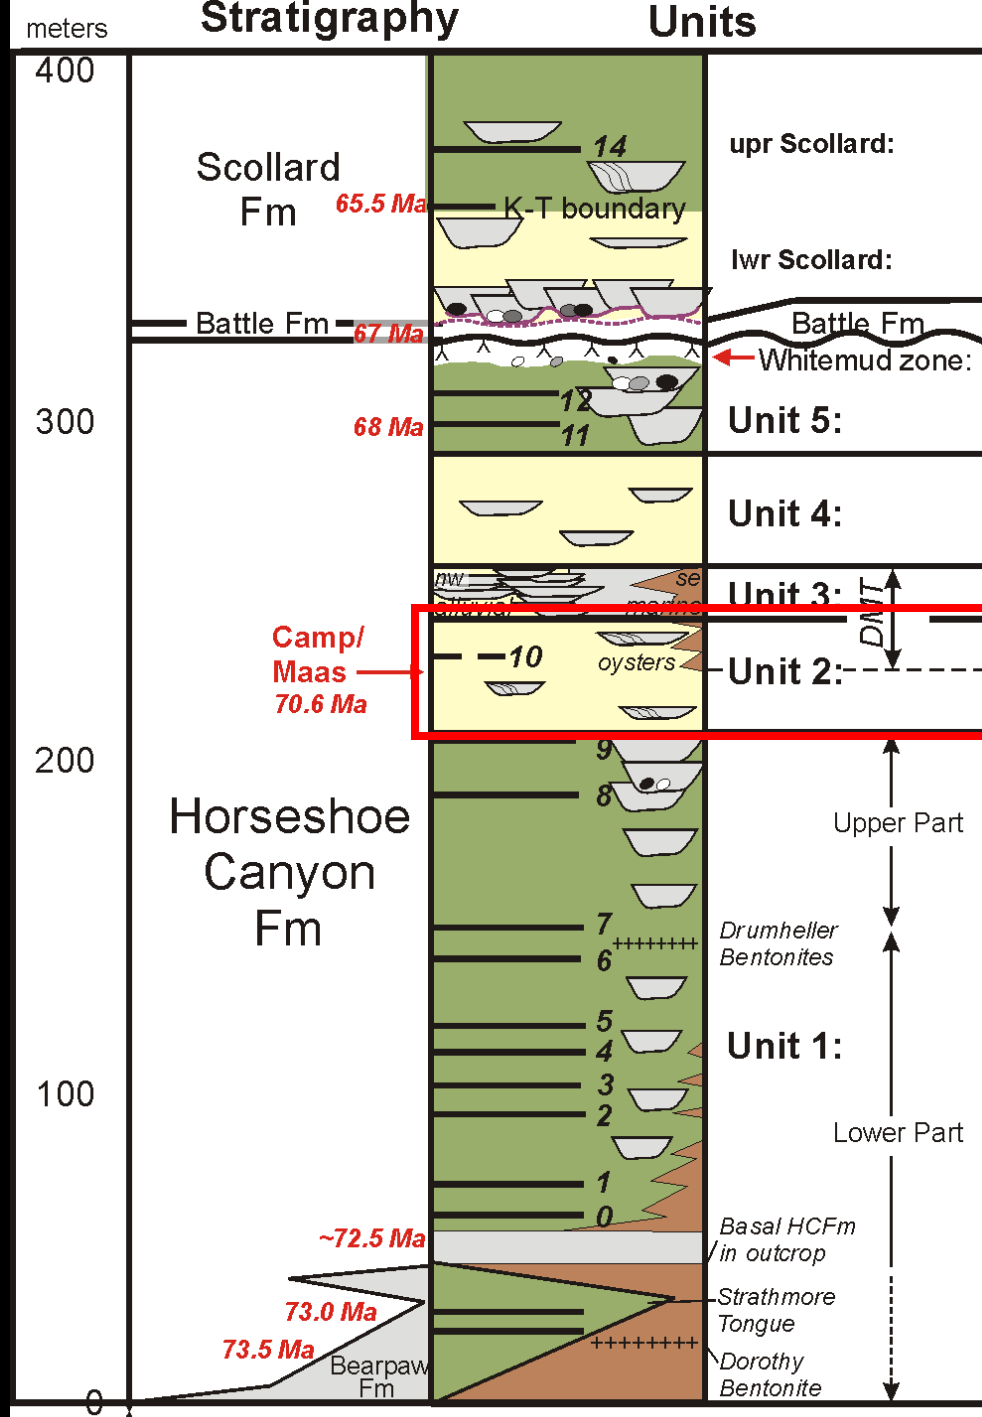 meters
Stratigraphy
Units
400
14
upr Scollard:
Scollard
Fm
65.5 Ma
K-T boundary
lwr Scollard:
Battle Fm
67 Ma
Battle Fm
Whitemud zone:
12
300
68 Ma
11
Unit 5:
Unit 4:
nw
se
alluvial
marine
Unit 3:
DMT
Camp/
Maas
70.6 Ma
10
oysters
Unit 2:
9
200
8
Horseshoe
Canyon
Fm
Upper Part
7
6
Drumheller
Bentonites
5
4
Unit 1:
3
100
2
Lower Part
1
0
~72.5 Ma
Basal HCFm
in outcrop
73.0 Ma
Strathmore
Tongue
73.5 Ma
Bearpaw
Fm
Dorothy
Bentonite
0